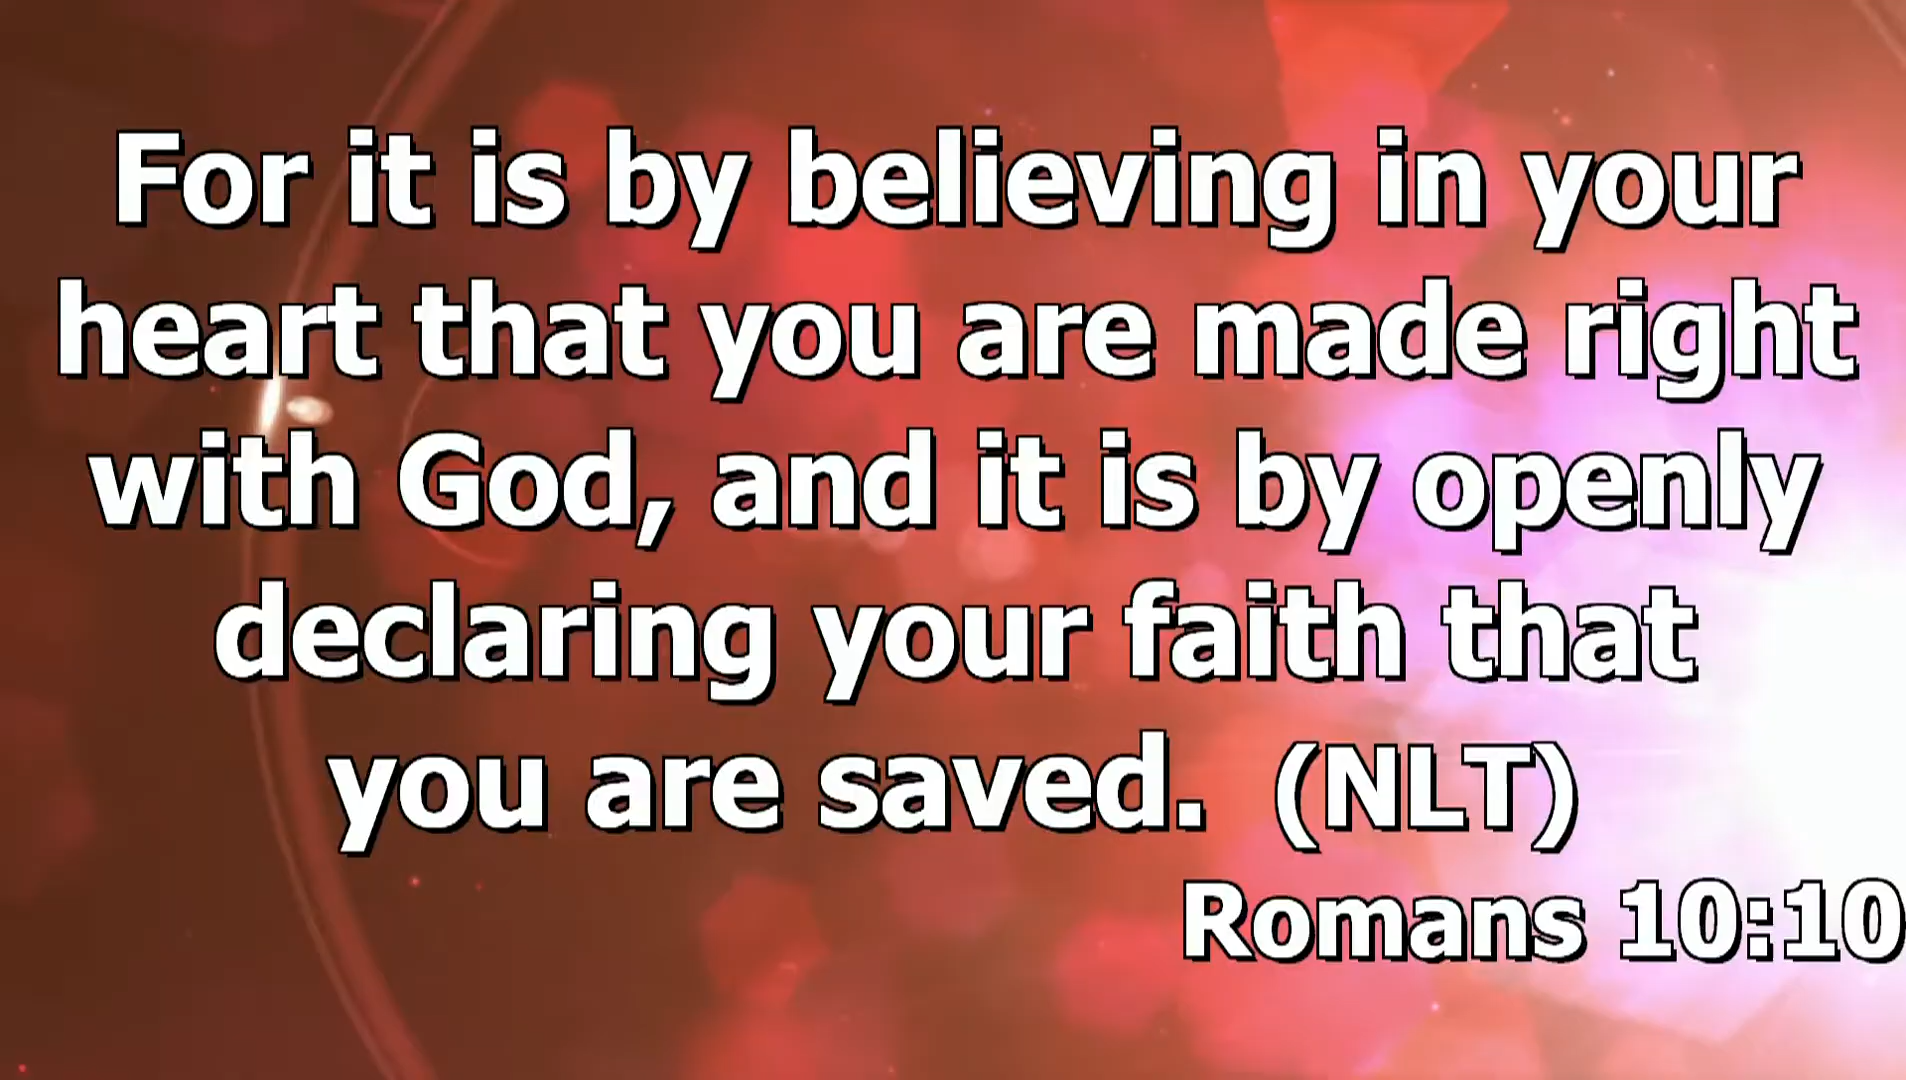 For it is by believing in your
heart that you are made right
with God, and it is by openly
declaring your faith that
you are saved.  (NLT)
Romans 10:10